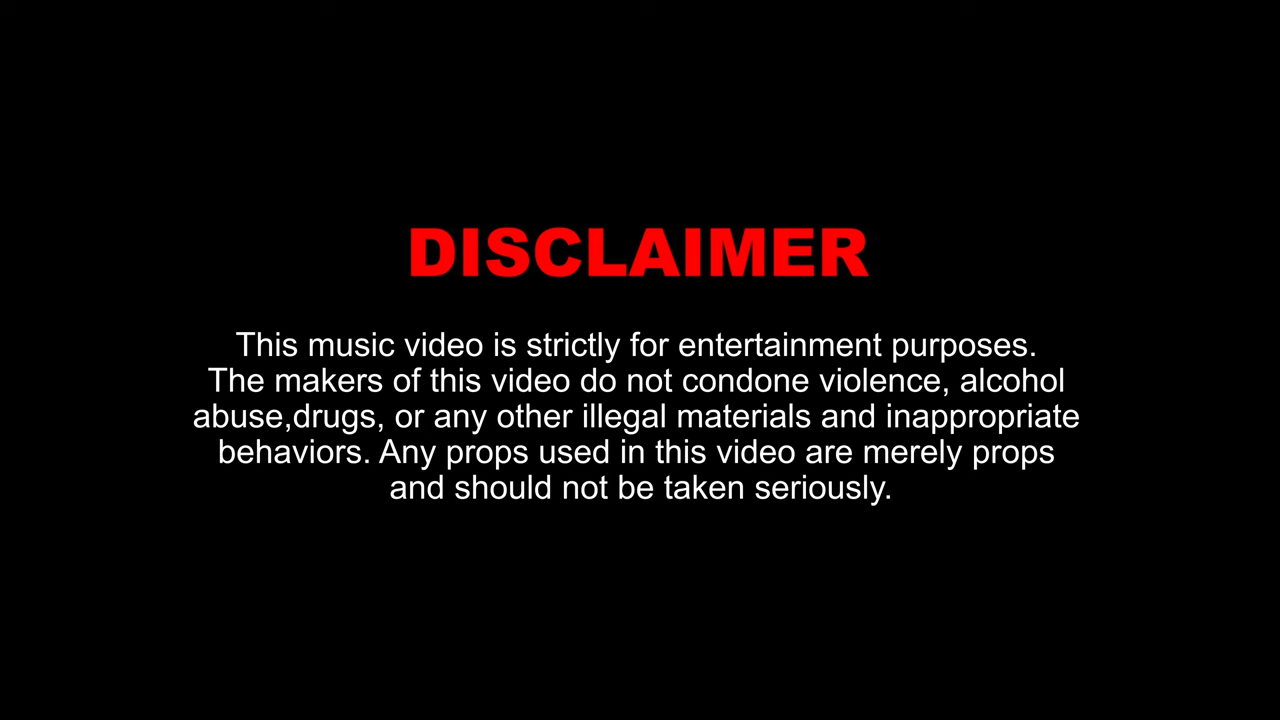 DISCLAIMER
This music video is strictly for entertainment purposes.
The makers of this video do not condone violence, alcohol
abuse,drugs, or any other illegal materials and inappropriate
behaviors. Any props used in this video are merely props
and should not be taken seriously.